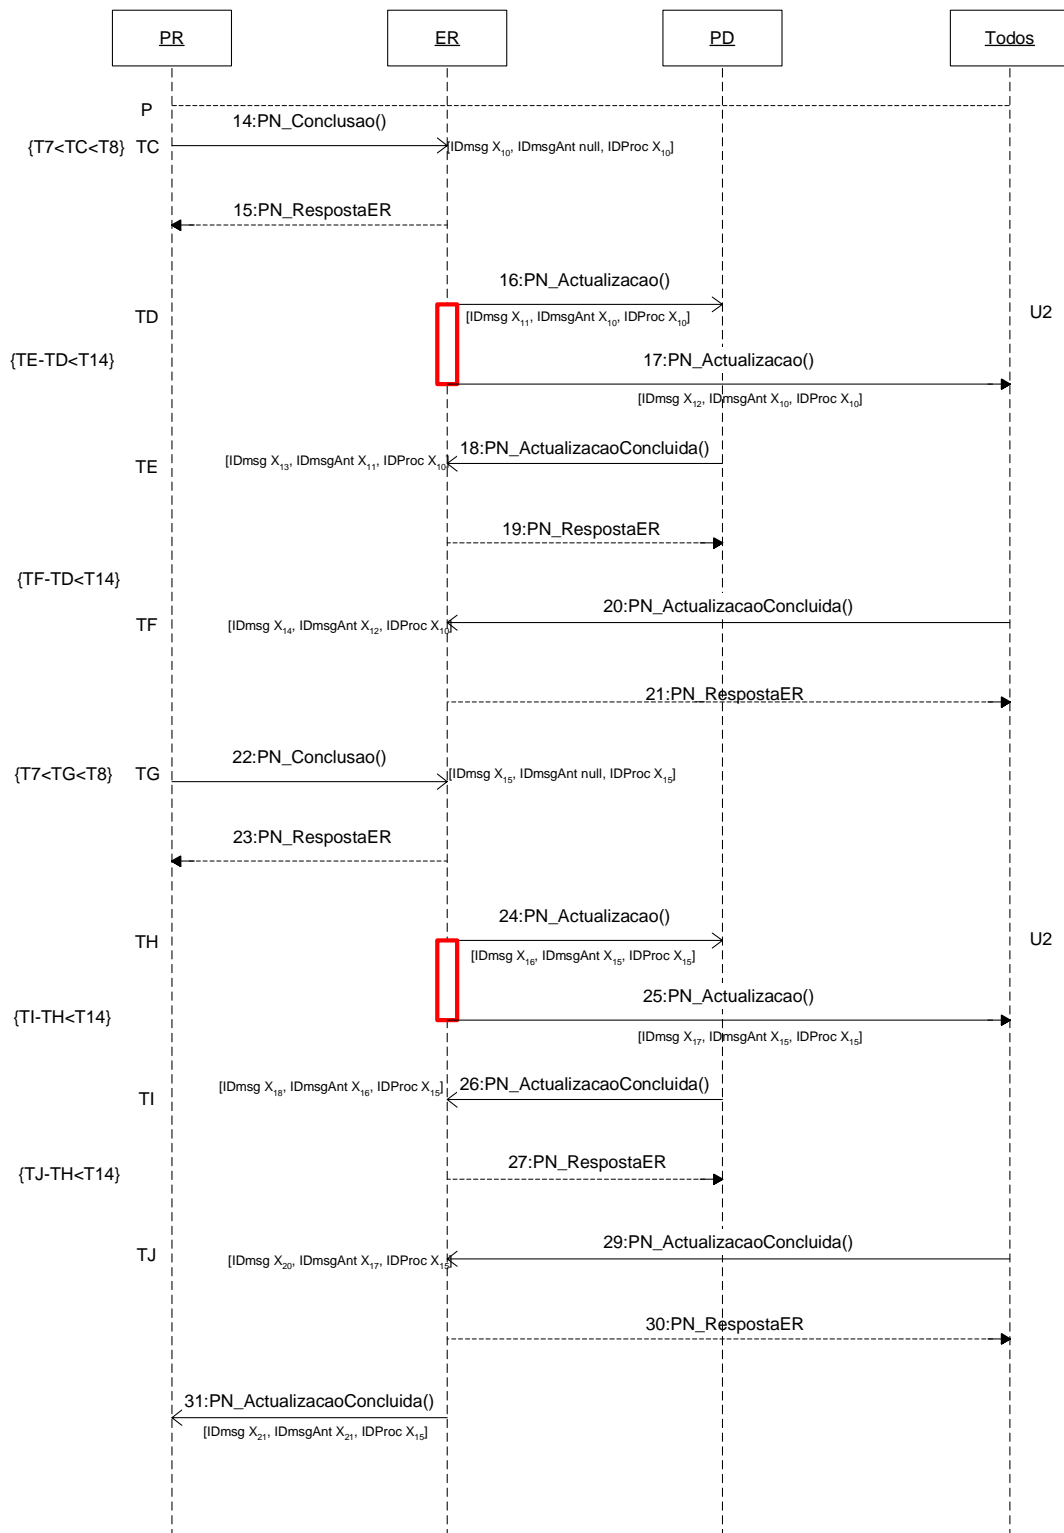 PR ER PD Todos
P
14:PN_Conclusao()
{T7<TC<T8} TC [IDmsg X10, IDmsgAnt null, IDProc X10]
15:PN_RespostaER
16:PN_Actualizacao()
TD [IDmsg X11, IDmsgAnt X10, IDProc X10] U2
{TE-TD<T14} 17:PN_Actualizacao()
[IDmsg X12, IDmsgAnt X10, IDProc X10]
18:PN_ActualizacaoConcluida()
TE [IDmsg X13, IDmsgAnt X11, IDProc X10]
19:PN_RespostaER
{TF-TD<T14}
20:PN_ActualizacaoConcluida()
TF [IDmsg X14, IDmsgAnt X12, IDProc X10]
21:PN_RespostaER
22:PN_Conclusao()
{T7<TG<T8} TG [IDmsg X15, IDmsgAnt null, IDProc X15]
23:PN_RespostaER
24:PN_Actualizacao()
TH [IDmsg X16, IDmsgAnt X15, IDProc X15] U2
25:PN_Actualizacao()
{TI-TH<T14}
[IDmsg X17, IDmsgAnt X15, IDProc X15]
[IDmsg X18, IDmsgAnt X16, IDProc X15] 26:PN_ActualizacaoConcluida()
TI
27:PN_RespostaER
{TJ-TH<T14}
29:PN_ActualizacaoConcluida()
TJ [IDmsg X20, IDmsgAnt X17, IDProc X15]
30:PN_RespostaER
31:PN_ActualizacaoConcluida()
[IDmsg X21, IDmsgAnt X21, IDProc X15]